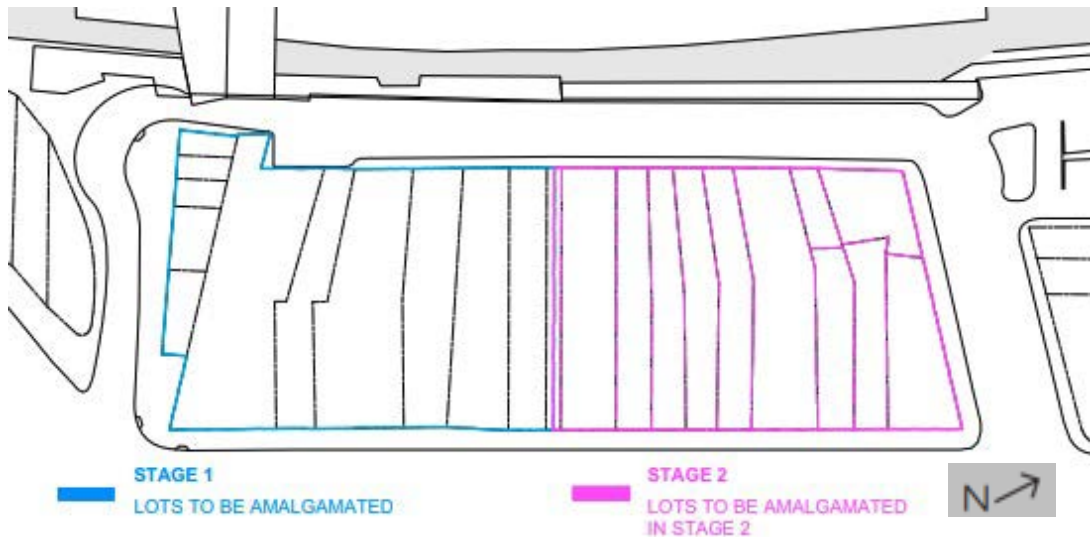 STAGE 1
LOTS TO BE AMALGAMATED
STAGE 2
LOTS TO BE AMALGAMATED
IN STAGE 2
N